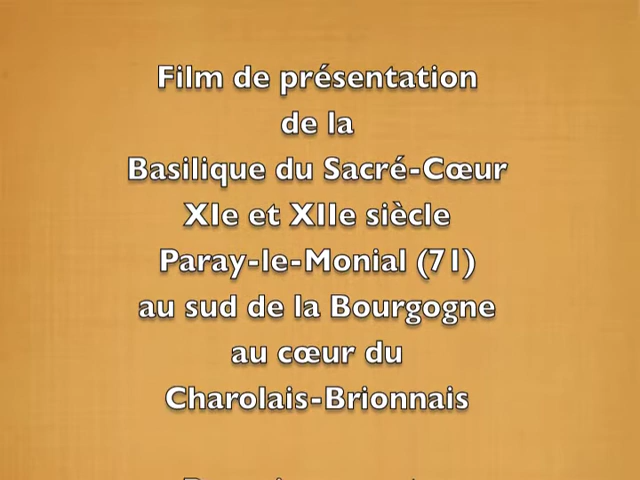 Film de présentation
de la
Basilique du Sacré-Cœur
XIe et XIIe siècle
Paray-le-Monial (71)
au sud de la Bourgogne
au cœur du
Charolais-Brionnais